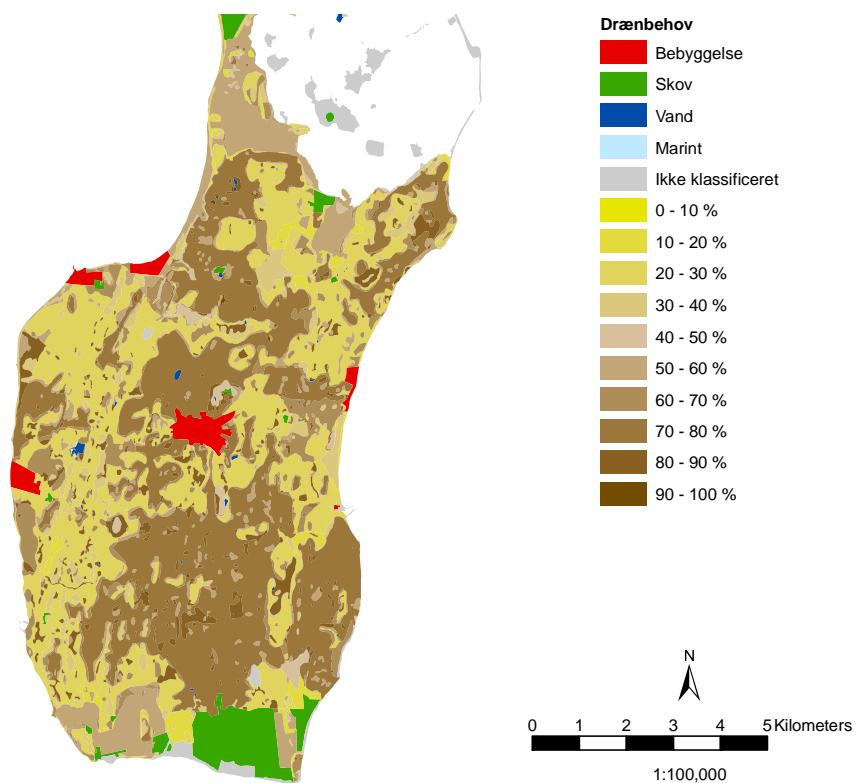 Drænbehov
Bebyggelse
Skov
Vand
Marint
Ikke klassificeret
0 - 10 %
10 - 20 %
20 - 30 %
30 - 40 %
40 - 50 %
50 - 60 %
60 - 70 %
70 - 80 %
80 - 90 %
90 - 100 %
N
0 1 2 3 4 5 Kilometers
1:100,000